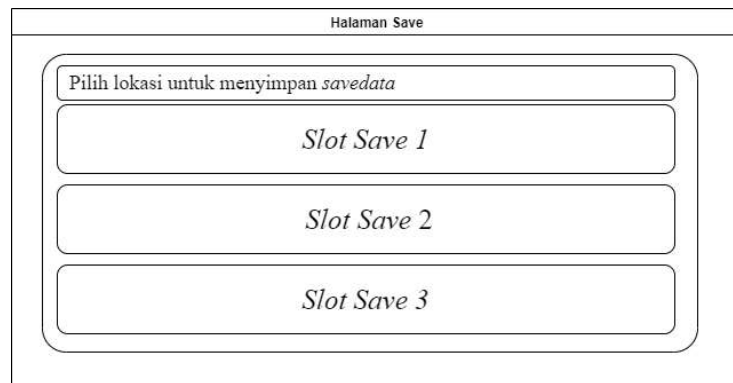 Halaman Save
Pilih lokasi untuk menyimpan savedata
Slot Save 1
Slot Save 2
Slot Save 3